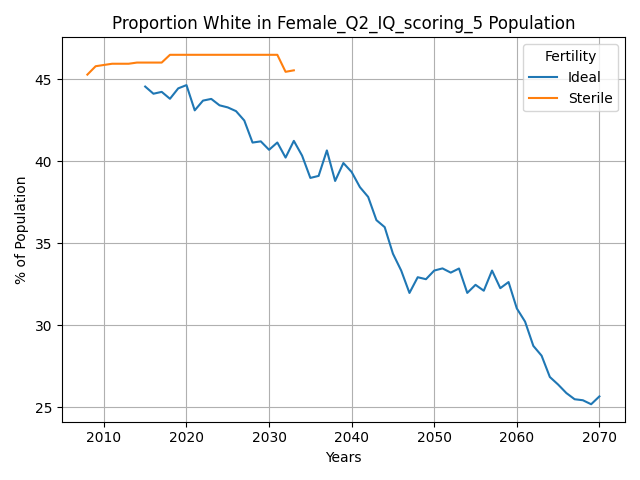 Proportion White in Female_Q2_IQ_scoring_5 Population
Fertility
Ideal
Sterile
% of Population
45
40
35
30
25
2010 2020 2030 2040 2050 2060 2070
Years